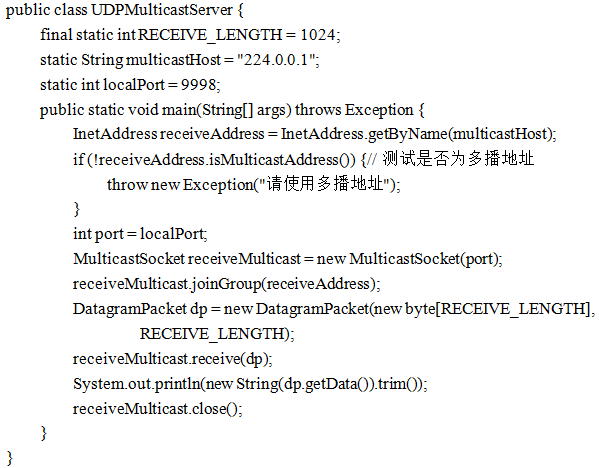 public class UDPMulticastServer {
final static int RECEIVE_LENGTH = 1024;
static String multicastHost = "224.0.0.1";
static int localPort = 9998;
public static void main(String[] args) throws Exception {
InetAddress receiveAddress = InetAddress.getByName(multicastHost);
if (!receiveAddress.isMulticastAddress()) {// 测试是否为多播地址
throw new Exception("请使用多播地址");
}
int port = localPort;
MulticastSocket receiveMulticast = new MulticastSocket(port);
receiveMulticast.joinGroup(receiveAddress);
DatagramPacket dp = new DatagramPacket(new byte[RECEIVE_LENGTH],
RECEIVE_LENGTH);
receiveMulticast.receive(dp);
System.out.println(new String(dp.getData()).trim());
receiveMulticast.close();
}
}